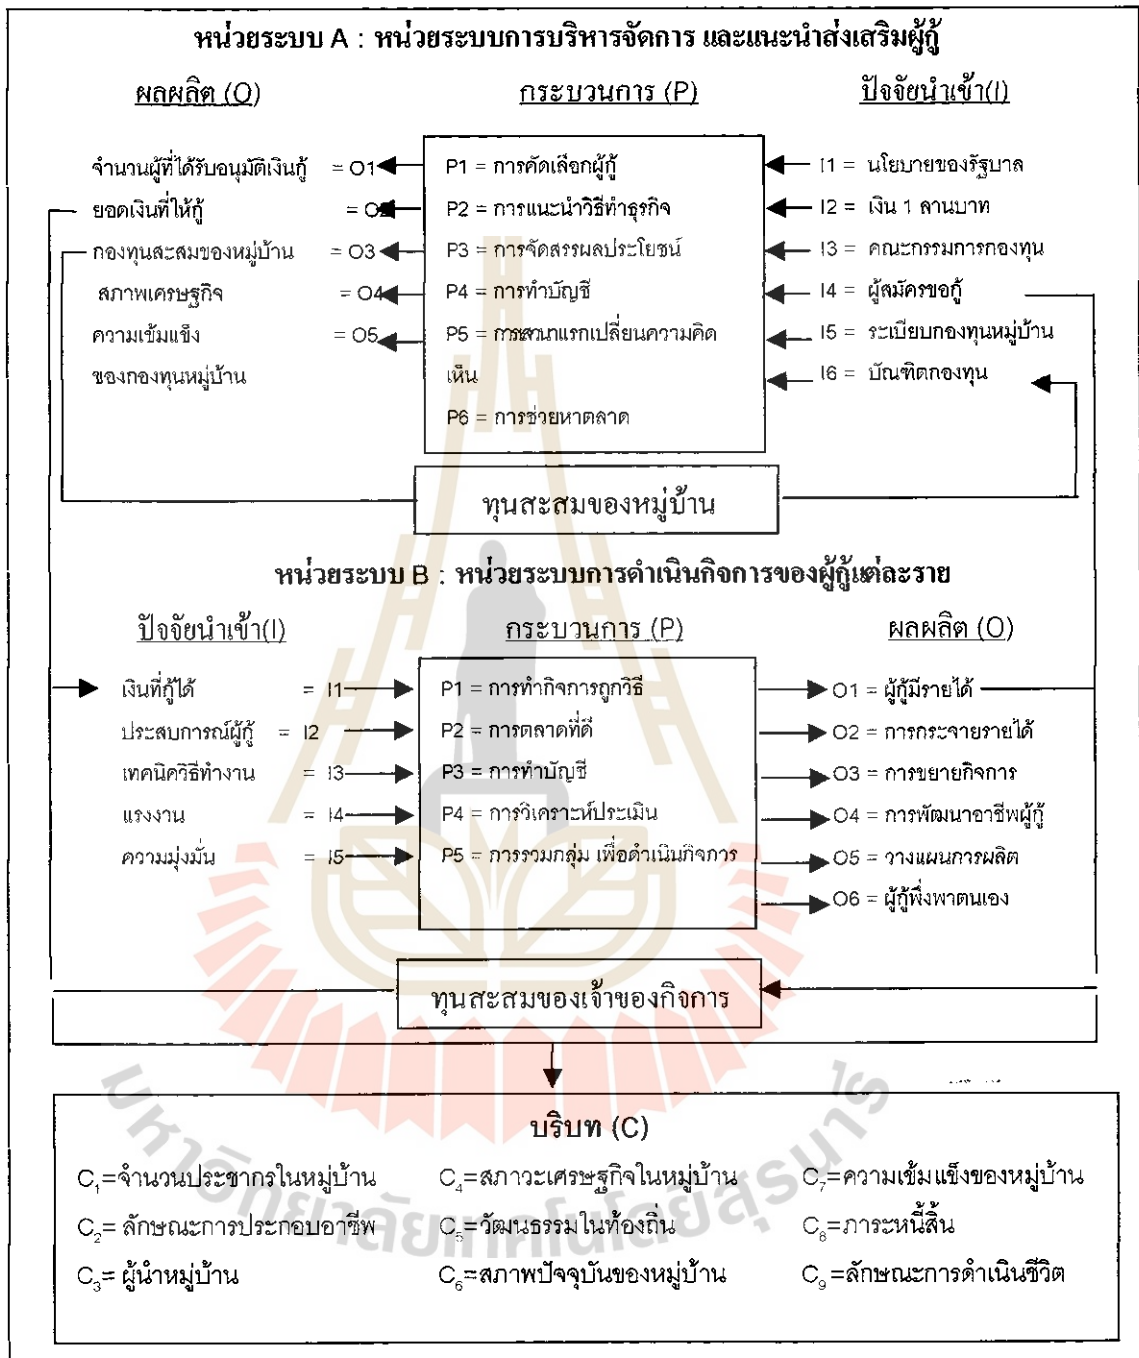 หน่วยระบบ A : หน่วยระบบการบริหารจัดการ และแนะนำส่งเสริมผู้กู้
ผลผลิต (O) กระบวนการ (P) ปัจจัยนำเข้า(I)
จำนวนผู้ที่ได้รับอนุมัติเงินกู้ = O1 P1 = การคัดเลือกผู้กู้ I1 = นโยบายของรัฐบาล
ยอดเงินที่ให้กู้ = O2 P2 = การแนะนำวิธีทำธุรกิจ I2 = เงิน 1 ลานบาท
กองทุนสะสมของหมู่บ้าน = O3 P3 = การจัดสรรผลประโยชน์ I3 = คณะกรรมการกองทุน
สภาพเศรษฐกิจ = O4 P4 = การทำบัญชี I4 = ผู้สมัครขอกู้
ความเข้มแข็ง = O5 P5 = การเสวนาแรกเปลี่ยนความคิด I5 = ระเบียบกองทุนหมู่บ้าน
ของกองทุนหมู่บ้าน เห็น I6 = บัณฑิตกองทุน
P6 = การช่วยหาตลาด
ทุนสะสมของหมู่บ้าน
หน่วยระบบ B : หน่วยระบบการดำเนินกิจการของผู้กู้แต่ละราย
ปัจจัยนำเข้า(I) กระบวนการ (P) ผลผลิต (O)
เงินที่กู้ได้ = I1 P1 = การทำกิจการถูกวิธี O1 = ผู้กู้มีรายได้
ประสบการณ์ผู้กู้ = I2 P2 = การตลาดที่ดี O2 = การกระจายรายได้
เทคนิควิธีทำงาน = I3 P3 = การทำบัญชี O3 = การขยายกิจการ
แรงงาน = I4 P4 = การวิเคราะห์ประเมิน O4 = การพัฒนาอาชีพผู้กู้
ความมุ่งมั่น = I5 P5 = การรวมกลุ่ม เพื่อดำเนินกิจการ O5 = วางแผนการผลิต
O6 = ผู้กู้พึ่งพาตนเอง
ทุนสะสมของเจ้าของกิจการ
บริบท (C)
C₁=จำนวนประชากรในหมู่บ้าน C₄=สภาวะเศรษฐกิจในหมู่บ้าน C₇=ความเข้มแข็งของหมู่บ้าน
C₂= ลักษณะการประกอบอาชีพ C₅=วัฒนธรรมในท้องถิ่น C₈=ภาระหนี้สิ้น
C₃= ผู้นำหมู่บ้าน C₆=สภาพปัจจุบันของหมู่บ้าน C₉=ลักษณะการดำเนินชีวิต
มหาวิทยาลัยเทคโนโลยีสุรนารี